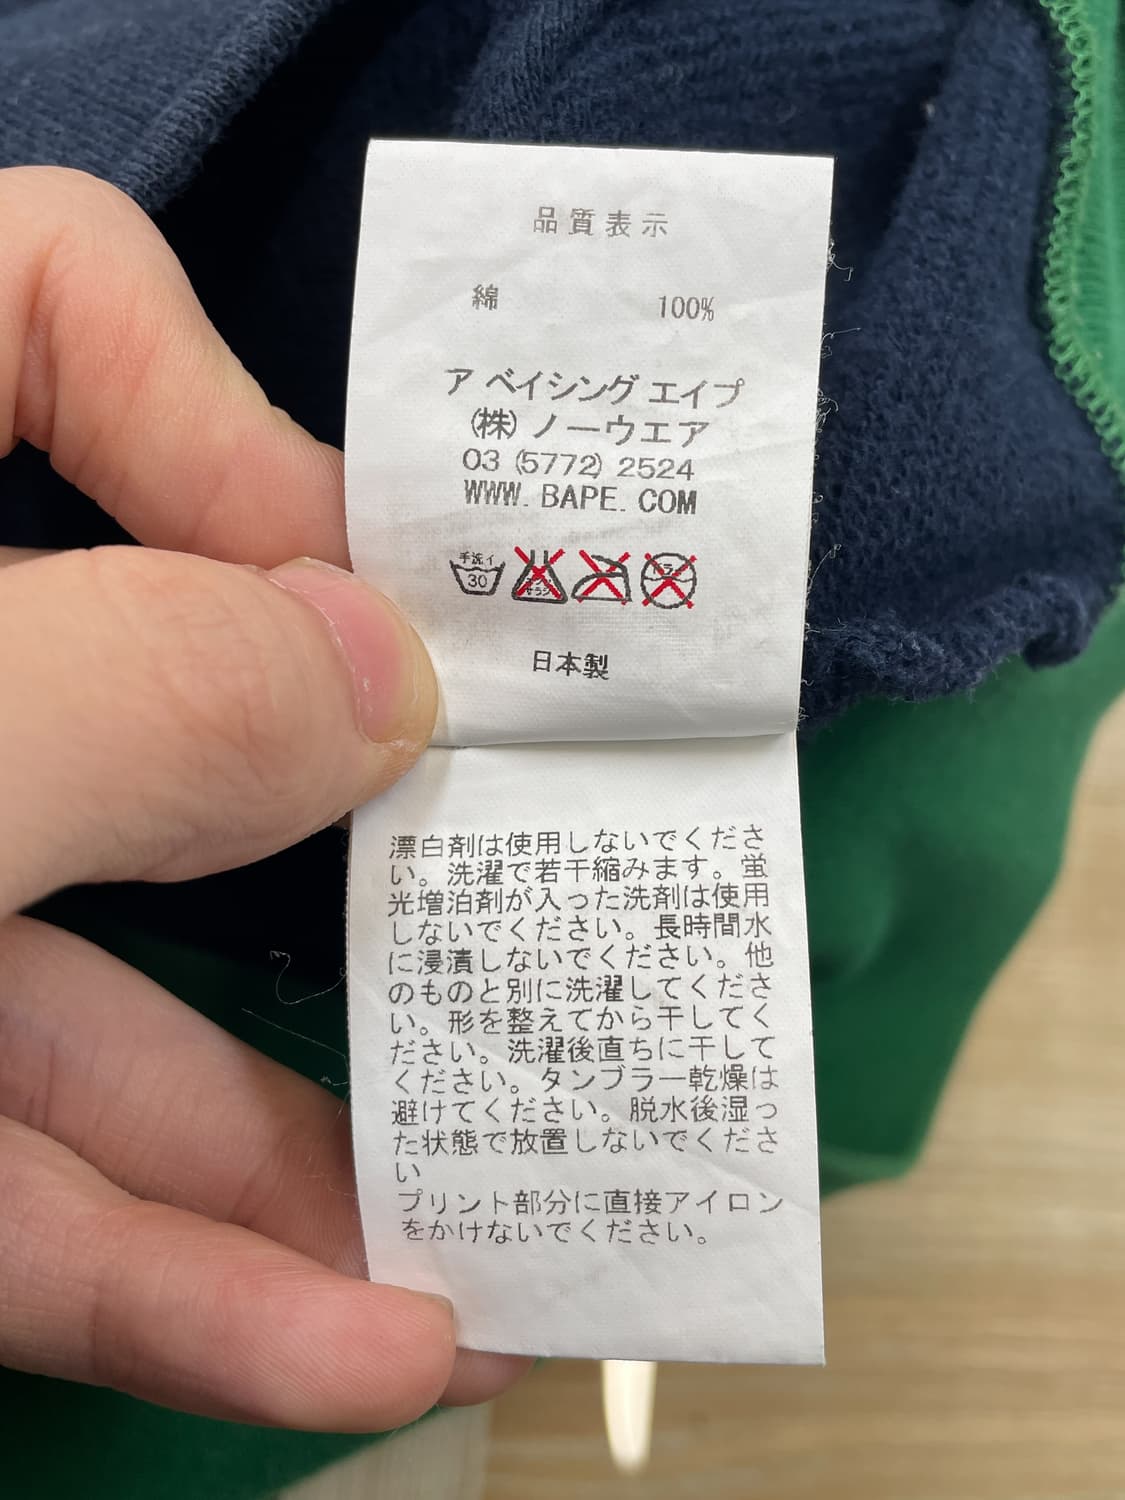 品質表示
綿 100%
ア ベイシング エイプ
(株)ノーウエア
03 (5772) 2524
WWW. BAPE. COM
手洗イ
30
日本製
漂白剤は使用しないでくださ
い。洗濯で若干縮みます。蛍
光増泊剤が入った洗剤は使用
しないでください。長時間水
に浸漬しないでください。他
のものと別に洗濯してくださ
い。形を整えてから干してく
ださい。洗濯後直ちに干して
ください。タンブラー乾燥は
避けてください。脱水後湿っ
た状態で放置しないでくださ
い
プリント部分に直接アイロン
をかけないでください。